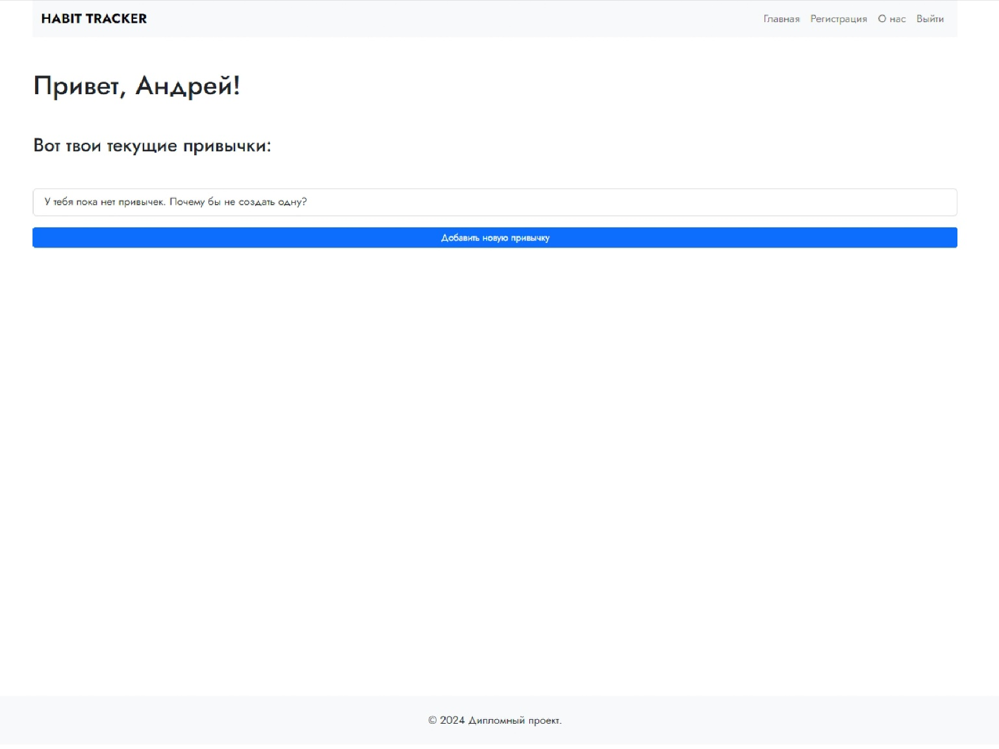 HABIT TRACKER
Главная Регистрация О нас Выйти
Привет, Андрей!
Вот твои текущие привычки:
У тебя пока нет привычек. Почему бы не создать одну?
Добавить новую привычку
© 2024 Дипломный проект.